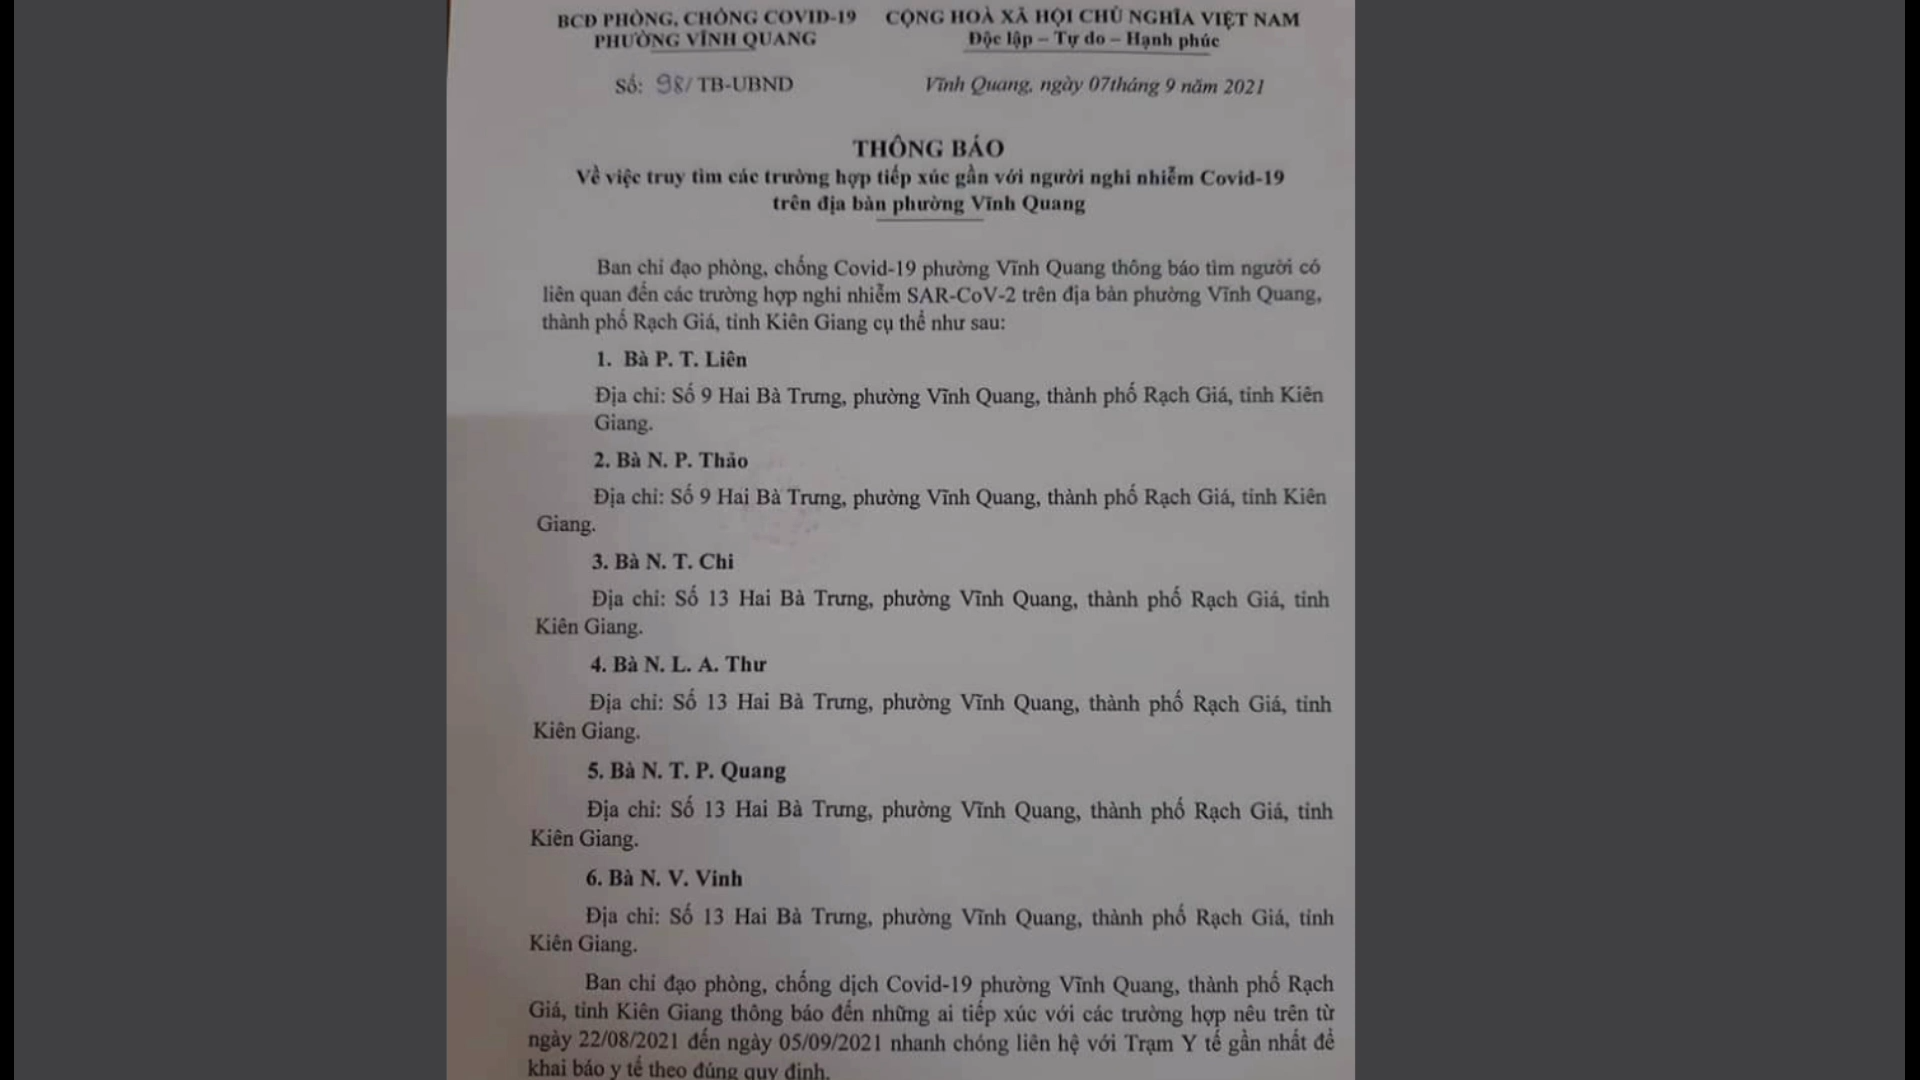 BCĐ PHÒNG, CHỐNG COVID-19
PHƯỜNG VĨNH QUANG
CỘNG HOÀ XÃ HỘI CHỦ NGHĨA VIỆT NAM
Độc lập – Tự do – Hạnh phúc
Số: 98/TB-UBND
Vĩnh Quang, ngày 07tháng 9 năm 2021
THÔNG BÁO
Về việc truy tìm các trường hợp tiếp xúc gần với người nghi nhiễm Covid-19
trên địa bàn phường Vĩnh Quang
Ban chỉ đạo phòng, chống Covid-19 phường Vĩnh Quang thông báo tìm người có
liên quan đến các trường hợp nghi nhiễm SAR-CoV-2 trên địa bàn phường Vĩnh Quang,
thành phố Rạch Giá, tỉnh Kiên Giang cụ thể như sau:
1. Bà P. T. Liên
Địa chỉ: Số 9 Hai Bà Trưng, phường Vĩnh Quang, thành phố Rạch Giá, tỉnh Kiên
Giang.
2. Bà N. P. Thảo
Địa chỉ: Số 9 Hai Bà Trưng, phường Vĩnh Quang, thành phố Rạch Giá, tỉnh Kiên
Giang.
3. Bà N. T. Chi
Địa chỉ: Số 13 Hai Bà Trưng, phường Vĩnh Quang, thành phố Rạch Giá, tỉnh
Kiên Giang.
4. Bà N. L. A. Thư
Địa chỉ: Số 13 Hai Bà Trưng, phường Vĩnh Quang, thành phố Rạch Giá, tỉnh
Kiên Giang.
5. Bà N. T. P. Quang
Địa chỉ: Số 13 Hai Bà Trưng, phường Vĩnh Quang, thành phố Rạch Giá, tỉnh
Kiên Giang.
6. Bà N. V. Vinh
Địa chỉ: Số 13 Hai Bà Trưng, phường Vĩnh Quang, thành phố Rạch Giá, tỉnh
Kiên Giang.
Ban chỉ đạo phòng, chống dịch Covid-19 phường Vĩnh Quang, thành phố Rạch
Giá, tỉnh Kiên Giang thông báo đến những ai tiếp xúc với các trường hợp nêu trên từ
ngày 22/08/2021 đến ngày 05/09/2021 nhanh chóng liên hệ với Trạm Y tế gần nhất để
khai báo y tế theo đúng quy định.